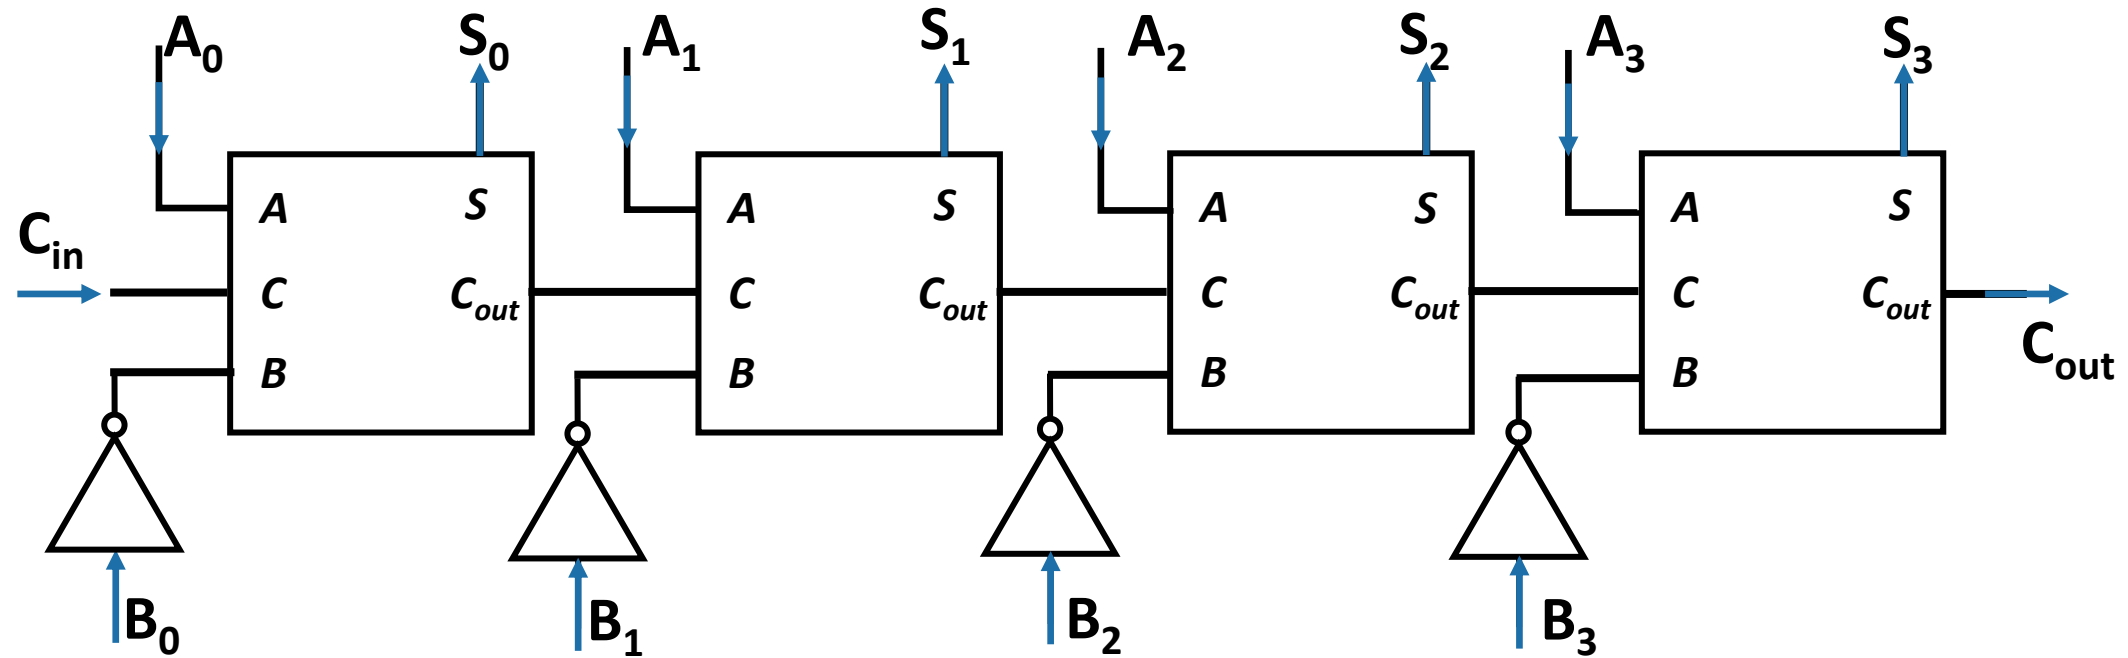 A0 S0 A1 S1 A2 S2 A3 S3
A S A S A S A S
Cin C Cout C Cout C Cout C Cout Cout
B B B B
B0 B1 B2 B3